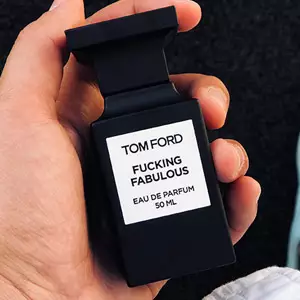 TOM FORD
FUCKING
FABULOUS
EAU DE PARFUM
50 ML